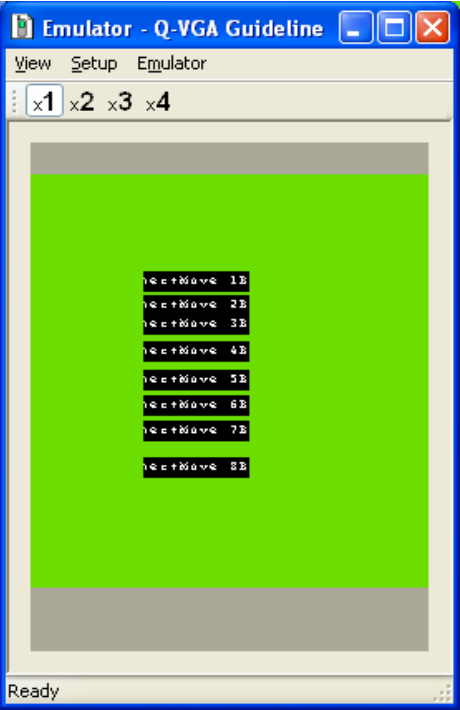 Emulator - Q-VGA Guideline
View Setup Emulator
x1 x2 x3 x4
nectMove 1B
nectMove 2B
nectMove 3B
nectMove 4B
nectMove 5B
nectMove 6B
nectMove 7B
nectMove 8B
Ready